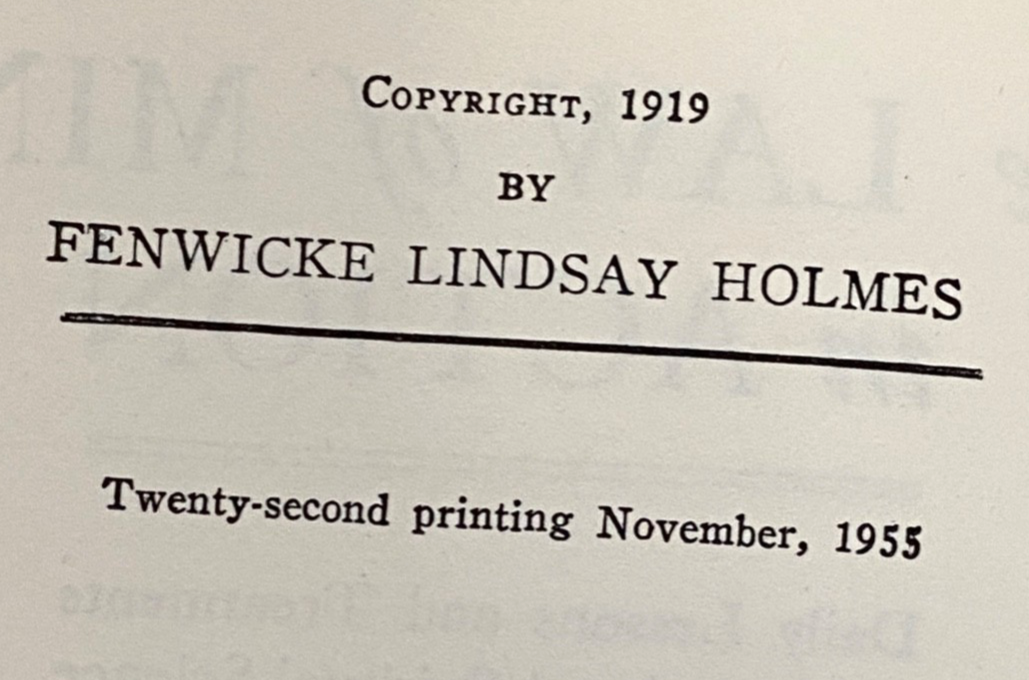 COPYRIGHT, 1919
BY
FENWICKE LINDSAY HOLMES
Twenty-second printing November, 1955